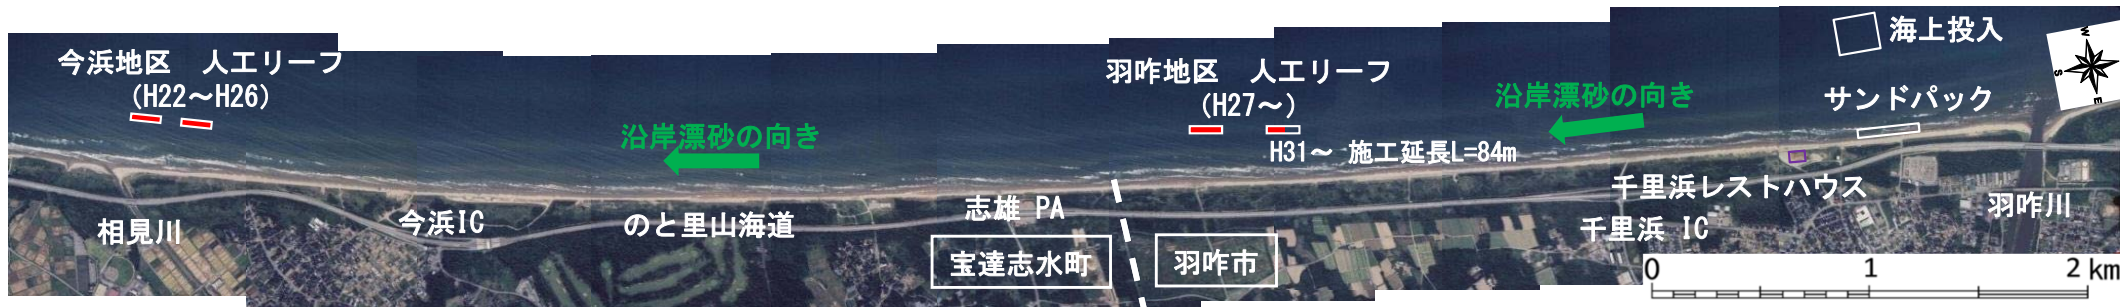 今浜地区　人工リーフ
（H22～H26）
沿岸漂砂の向き
羽咋地区　人工リーフ
（H27～）
H31～ 施工延長L=84m
沿岸漂砂の向き
海上投入
サンドパック
W
S
E
相見川
今浜IC
のと里山海道
志雄 PA
宝達志水町
羽咋市
千里浜レストハウス
千里浜 IC
羽咋川
0 1 2 km